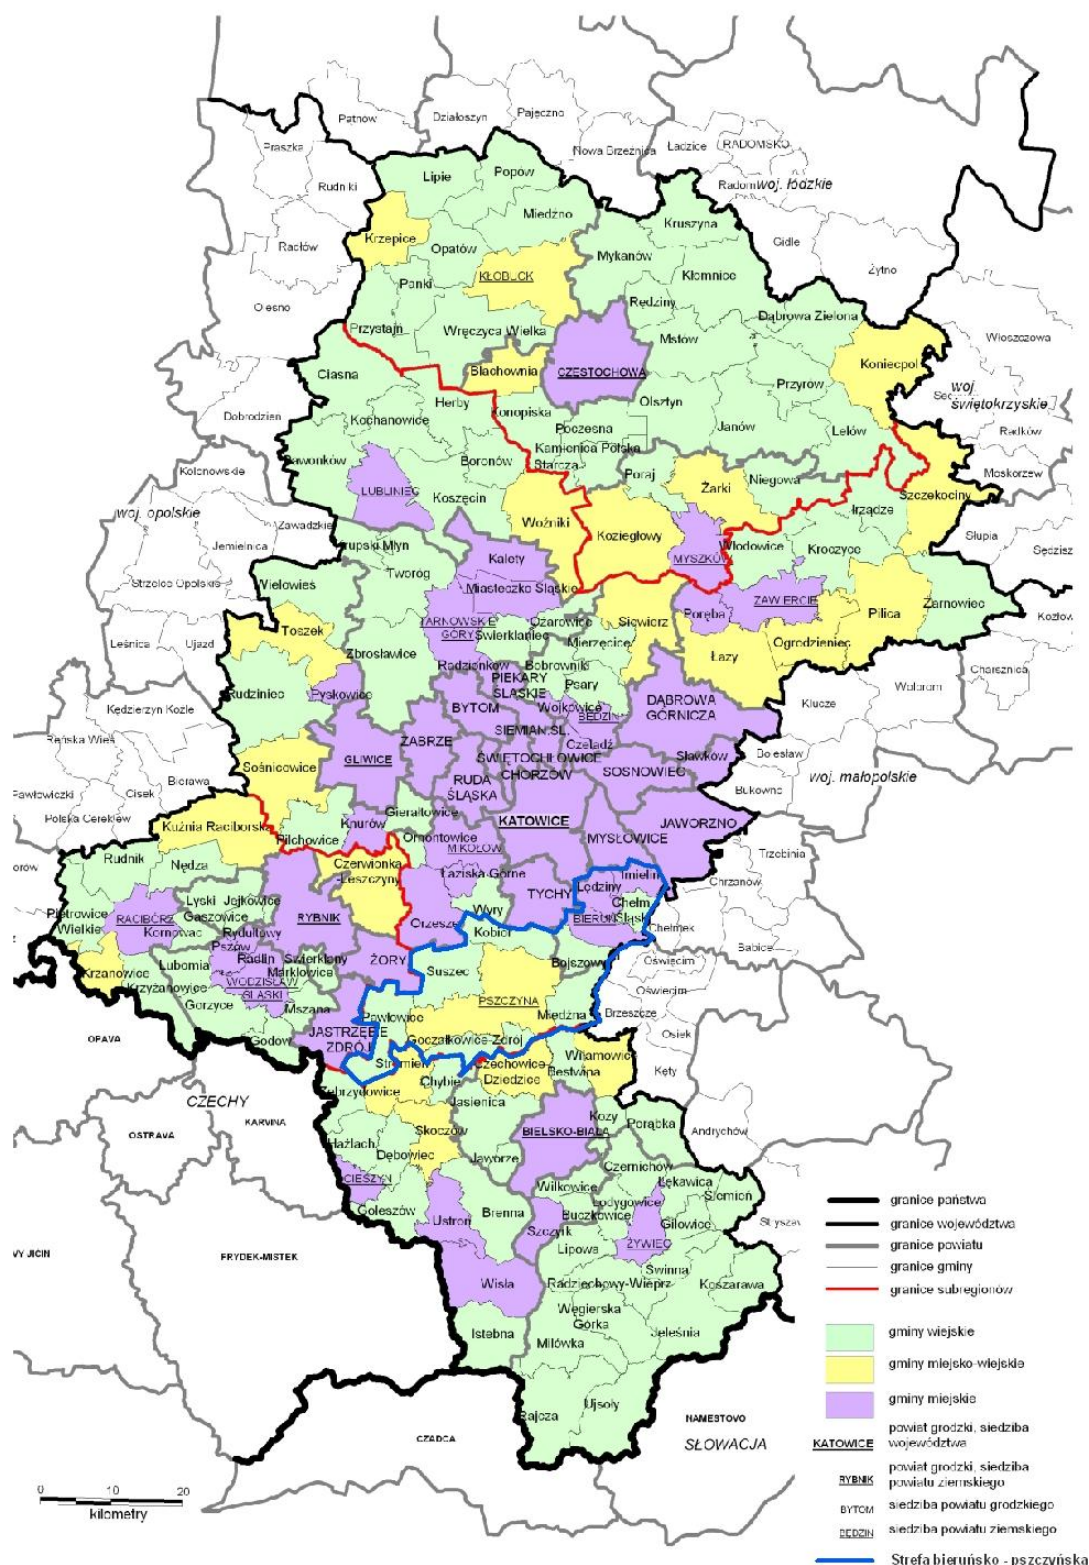 Pątnów
Działoszyn
Pajęczno
Praszka
Nowa Brzeźnica
Ładzice
RADOMSKO
Rudniki
Lipie
Popów
woj. łódzkie
Miedźno
Kruszyna
Krzepice
Gidle
Radłów
Opatów
Mykanów
Żytno
KŁOBUCK
Kłomnice
Panki
Olesno
Rędziny
Dąbrowa Zielona
Przystajń
Wręczyca Wielka
Mstów
Włoszczowa
Ciasna
Blachownia
CZĘSTOCHOWA
Koniecpol
Przyrów
woj.
świętokrzyskie
Herby
Konopiska
Olsztyn
Dobrodzień
Kochanowice
Poczesna
Janów
Lelów
Radków
Kamienica Polska
Pawonków
Boronów
Starcza
Poraj
Kolonowskie
Niegowa
Moskorzew
LUBLINIEC
Żarki
Szczekociny
Koszęcin
Woźniki
Irządze
woj. opolskie
Zawadzkie
Koziegłowy
Słupia
Krupski Młyn
Jemielnica
MYSZKÓW
Włodowice
Kroczyce
Kalety
Tworóg
Strzelce Opolskie
Wielowieś
Miasteczko Śląskie
ZAWIERCIE
Żarnowiec
Poręba
Pilica
TARNOWSKIE
GÓRY
Ożarowice
Siewierz
Toszek
Świerklaniec
Mierzęcice
Leśnica
Ujazd
Ogrodzieniec
Zbrosławice
Łazy
Radzionków
Bobrowniki
Charsznica
PIEKARY
ŚLĄSKIE
Psary
Rudziniec
Pyskowice
Wolbrom
DĄBROWA
GÓRNICZA
Klucze
BYTOM
Wojkowice
BĘDZIN
Kędzierzyn Koźle
SIEMIAN.ŚL.
Reńska Wieś
ZABRZE
Czeladź
Bolesław
GLIWICE
ŚWIĘTOCHŁOWICE
Sławków
Sośnicowice
CHORZÓW
SOSNOWIEC
woj. małopolskie
Bierawa
RUDA
ŚLĄSKA
Bukowno
Pawłowiczki
Cisek
Gierałtowice
Polska Cerekiew
Kuźnia Raciborska
Knurów
KATOWICE
JAWORZNO
Pilchowice
Ornontowice
MYSŁOWICE
MIKOŁÓW
Trzebinia
Rudnik
Nędza
Czerwionka
-Leszczyny
Imielin
Łaziska Górne
Lędziny
Chrzanów
TYCHY
Lyski
Jejkowice
Chełm
Śląski
Pietrowice
Wielkie
RACIBÓRZ
Gaszowice
RYBNIK
Wyry
BIERUŃ
Orzesze
Kornowac
Rydułtowy
Kobiór
Chełmek
Pszów
Babice
Radlin
Świerklany
Lubomia
ŻORY
Bojszowy
Oświęcim
Krzanowice
Marklowice
Suszec
Krzyżanowice
WODZISŁAW
ŚLĄSKI
PSZCZYNA
Oświęcim
Gorzyce
Mszana
Pawłowice
Miedźna
Brzeszcze
JASTRZĘBIE
ZDRÓJ
Osiek
OPAVA
Godów
Goczałkowice-Zdrój
Strumień
Czechowice
Dziedzice
Bestwina
Kęty
Zebrzydowice
Chybie
CZECHY
KARVINA
Jasienica
Kozy
Porąbka
OSTRAVA
Skoczów
BIELSKO-BIAŁA
Andrychów
Hażlach
Dębowiec
Jaworze
Czernichów
CIESZYN
Wilkowice
Łękawica
Ślemień
Goleszów
Brenna
Łodygowice
Buczkowice
Ustroń
Gilowice
Szczyrk
ŻYWIEC
FRYDEK-MISTEK
Lipowa
Wisła
Świnna
Radziechowy-Wieprz
Koszarawa
Węgierska
Górka
Istebna
Jeleśnia
Milówka
Rajcza
Ujsoły
CZADCA
NAMESTOVO
SŁOWACJA
granice państwa
granice województwa
granice powiatu
granice gminy
granice subregionów
gminy wiejskie
gminy miejsko-wiejskie
gminy miejskie
KATOWICE powiat grodzki, siedziba
województwa
RYBNIK powiat grodzki, siedziba
powiatu ziemskiego
BYTOM siedziba powiatu grodzkiego
BĘDZIN siedziba powiatu ziemskiego
Strefa bieruńsko - pszczyńska
0 10 20
kilometry